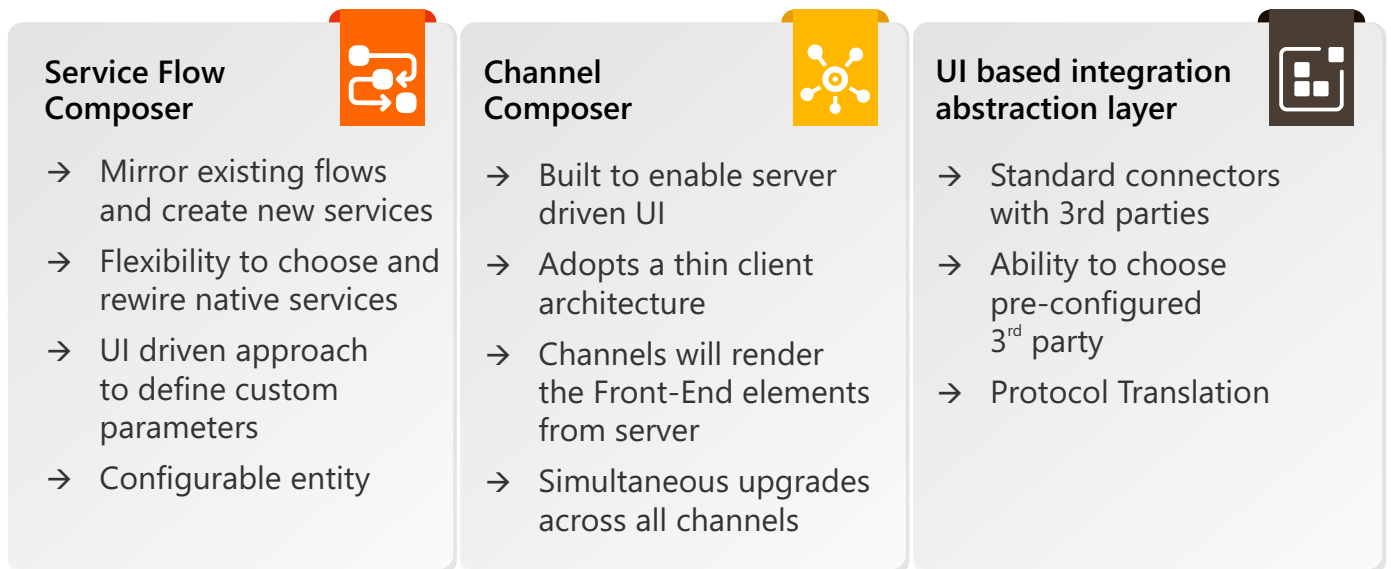 Service Flow
Composer
→ Mirror existing flows
and create new services
→ Flexibility to choose and
rewire native services
→ UI driven approach
to define custom
parameters
→ Configurable entity
Channel
Composer
→ Built to enable server
driven UI
→ Adopts a thin client
architecture
→ Channels will render
the Front-End elements
from server
→ Simultaneous upgrades
across all channels
UI based integration
abstraction layer
→ Standard connectors
with 3rd parties
→ Ability to choose
pre-configured
3rd party
→ Protocol Translation